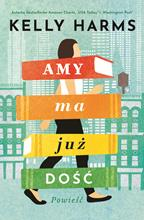 Autorka bestsellerów Amazon Charts, „USA Today” i „Washington Post”
KELLY HARMS
AMY
ma
już
DOŚĆ
Powieść